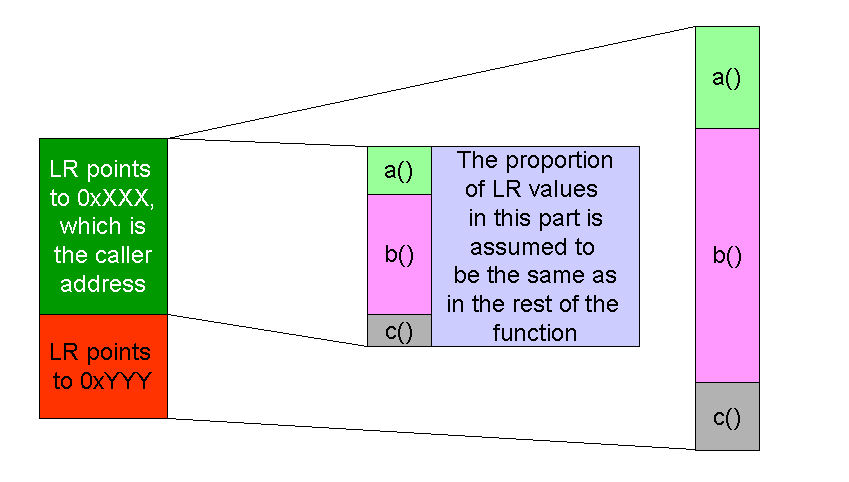 LR points
to 0xXXX,
which is
the caller
address
LR points
to 0xYYY
a()
b()
c()
The proportion
of LR values
in this part is
assumed to
be the same as
in the rest of the
function
a()
b()
c()